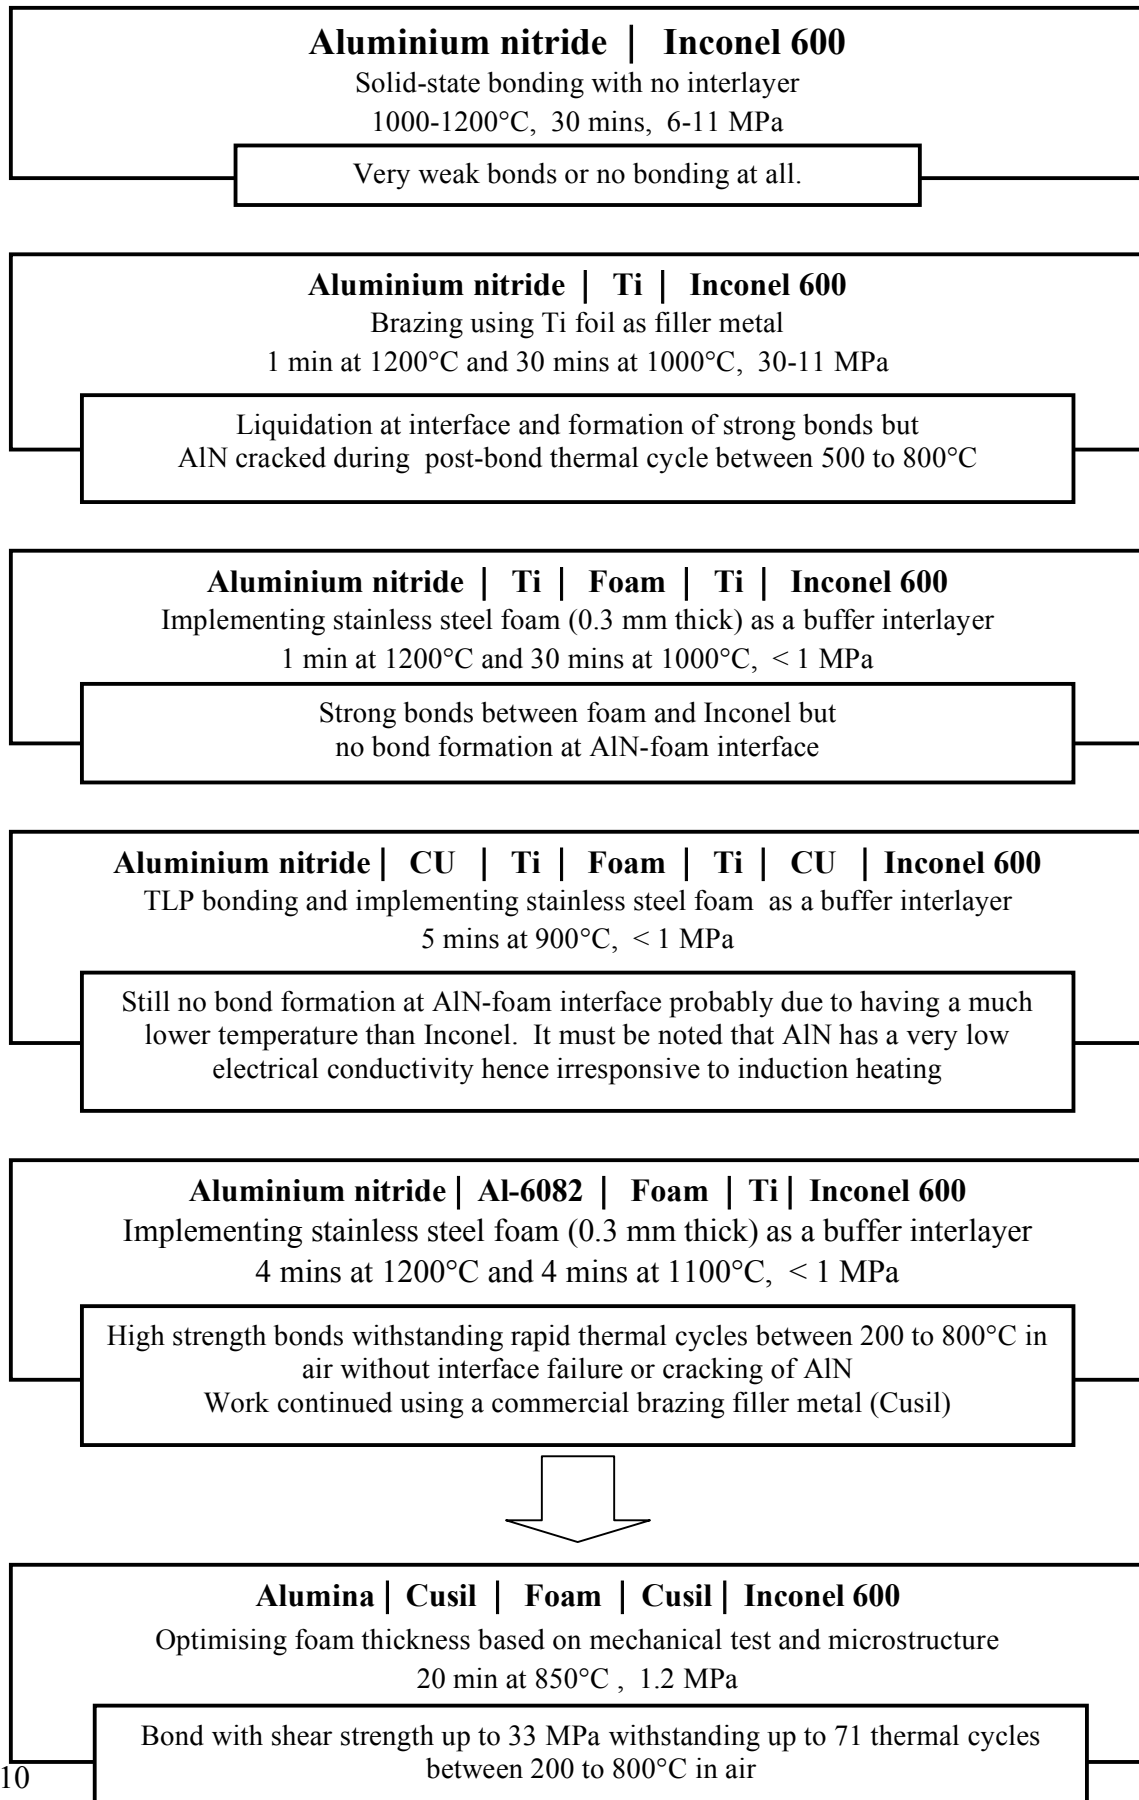 Aluminium nitride | Inconel 600
Solid-state bonding with no interlayer
1000-1200°C, 30 mins, 6-11 MPa
Very weak bonds or no bonding at all.
Aluminium nitride | Ti | Inconel 600
Brazing using Ti foil as filler metal
1 min at 1200°C and 30 mins at 1000°C, 30-11 MPa
Liquidation at interface and formation of strong bonds but
AlN cracked during post-bond thermal cycle between 500 to 800°C
Aluminium nitride | Ti | Foam | Ti | Inconel 600
Implementing stainless steel foam (0.3 mm thick) as a buffer interlayer
1 min at 1200°C and 30 mins at 1000°C, < 1 MPa
Strong bonds between foam and Inconel but
no bond formation at AlN-foam interface
Aluminium nitride | CU | Ti | Foam | Ti | CU | Inconel 600
TLP bonding and implementing stainless steel foam as a buffer interlayer
5 mins at 900°C, < 1 MPa
Still no bond formation at AlN-foam interface probably due to having a much
lower temperature than Inconel. It must be noted that AlN has a very low
electrical conductivity hence irresponsive to induction heating
Aluminium nitride | Al-6082 | Foam | Ti | Inconel 600
Implementing stainless steel foam (0.3 mm thick) as a buffer interlayer
4 mins at 1200°C and 4 mins at 1100°C, < 1 MPa
High strength bonds withstanding rapid thermal cycles between 200 to 800°C in
air without interface failure or cracking of AlN
Work continued using a commercial brazing filler metal (Cusil)
Alumina | Cusil | Foam | Cusil | Inconel 600
Optimising foam thickness based on mechanical test and microstructure
20 min at 850°C , 1.2 MPa
Bond with shear strength up to 33 MPa withstanding up to 71 thermal cycles
between 200 to 800°C in air
10